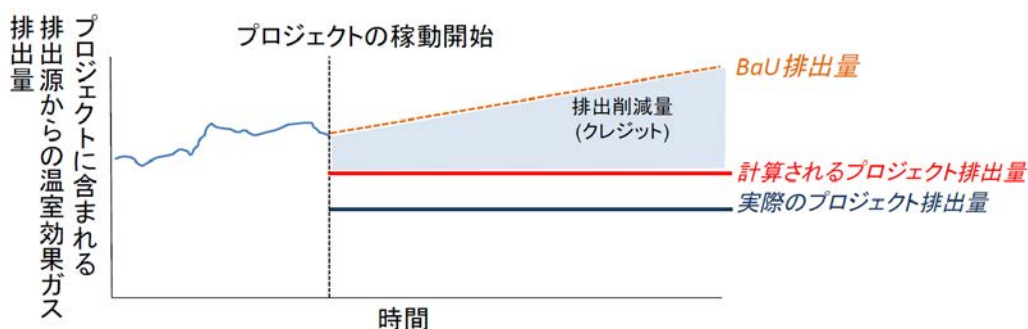 プロジェクトに含まれる
排出源からの温室効果ガス
排出量
プロジェクトの稼動開始
BaU排出量
排出削減量
(クレジット)
計算されるプロジェクト排出量
実際のプロジェクト排出量
時間